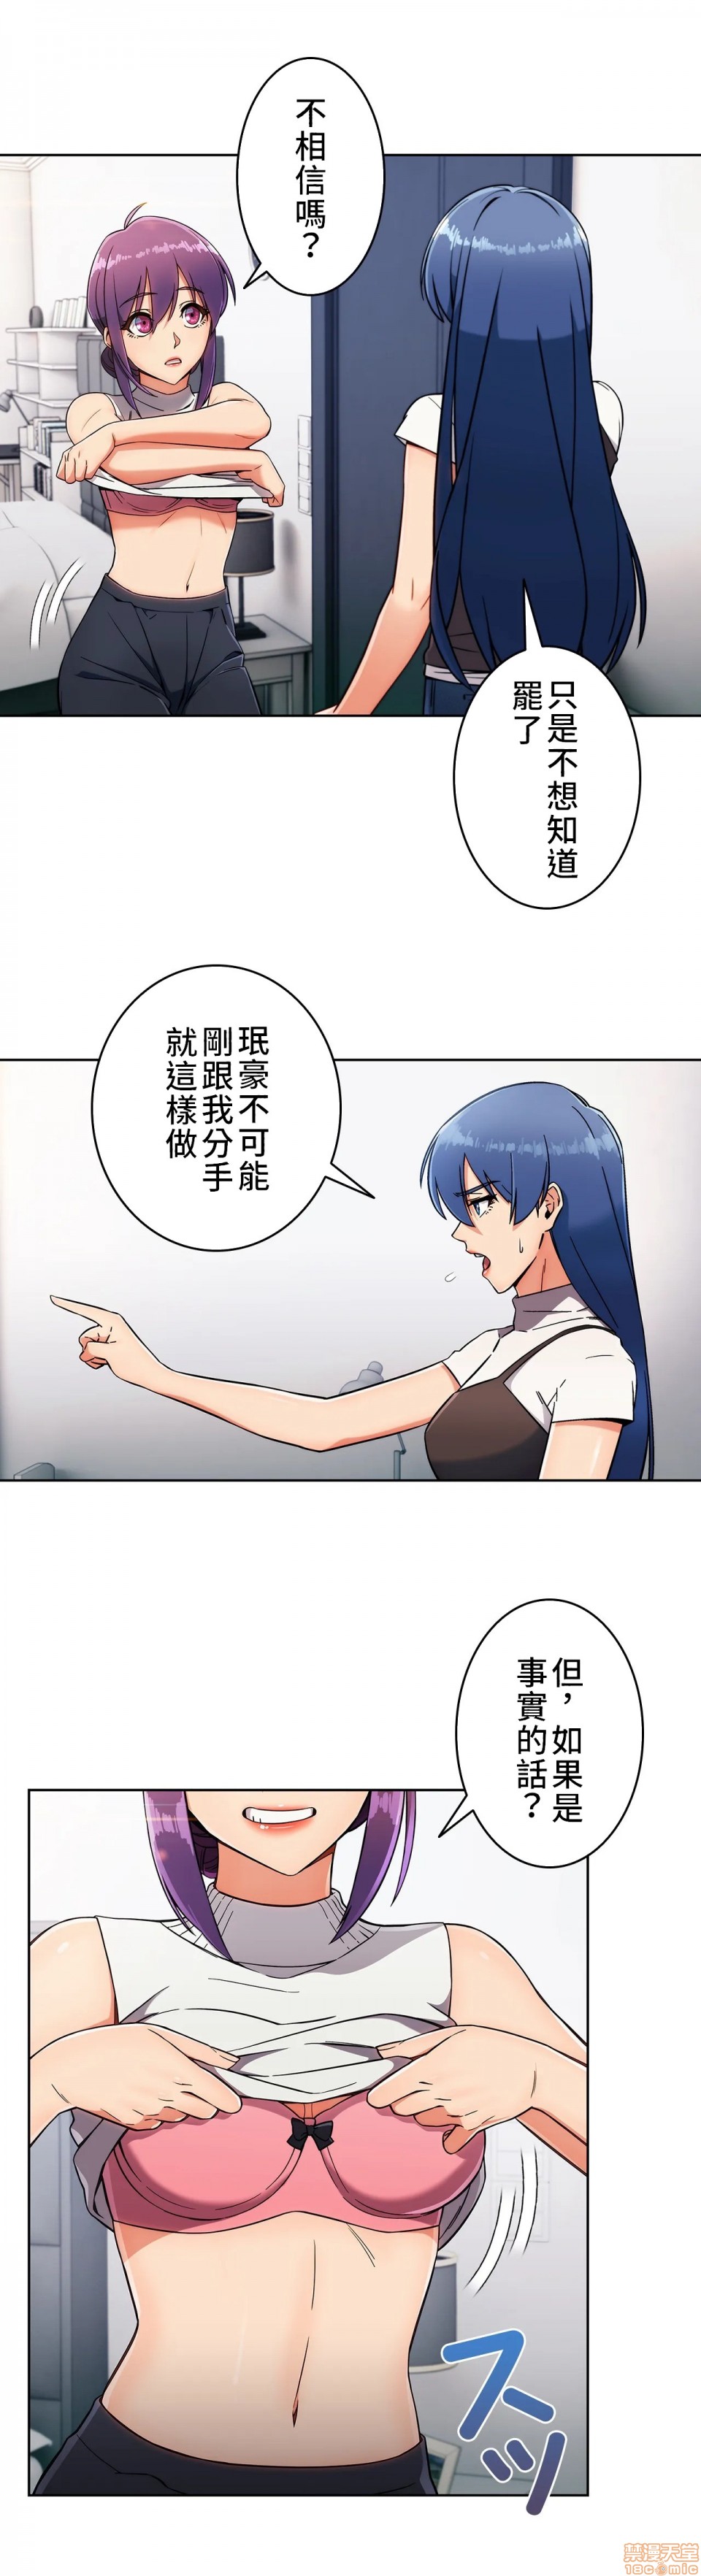 不相信嗎？
只是不想知道
罷了
珉豪不可能
剛跟我分手
就這樣做
但，如果是
事實的話？
スッ
禁漫天堂
18comic